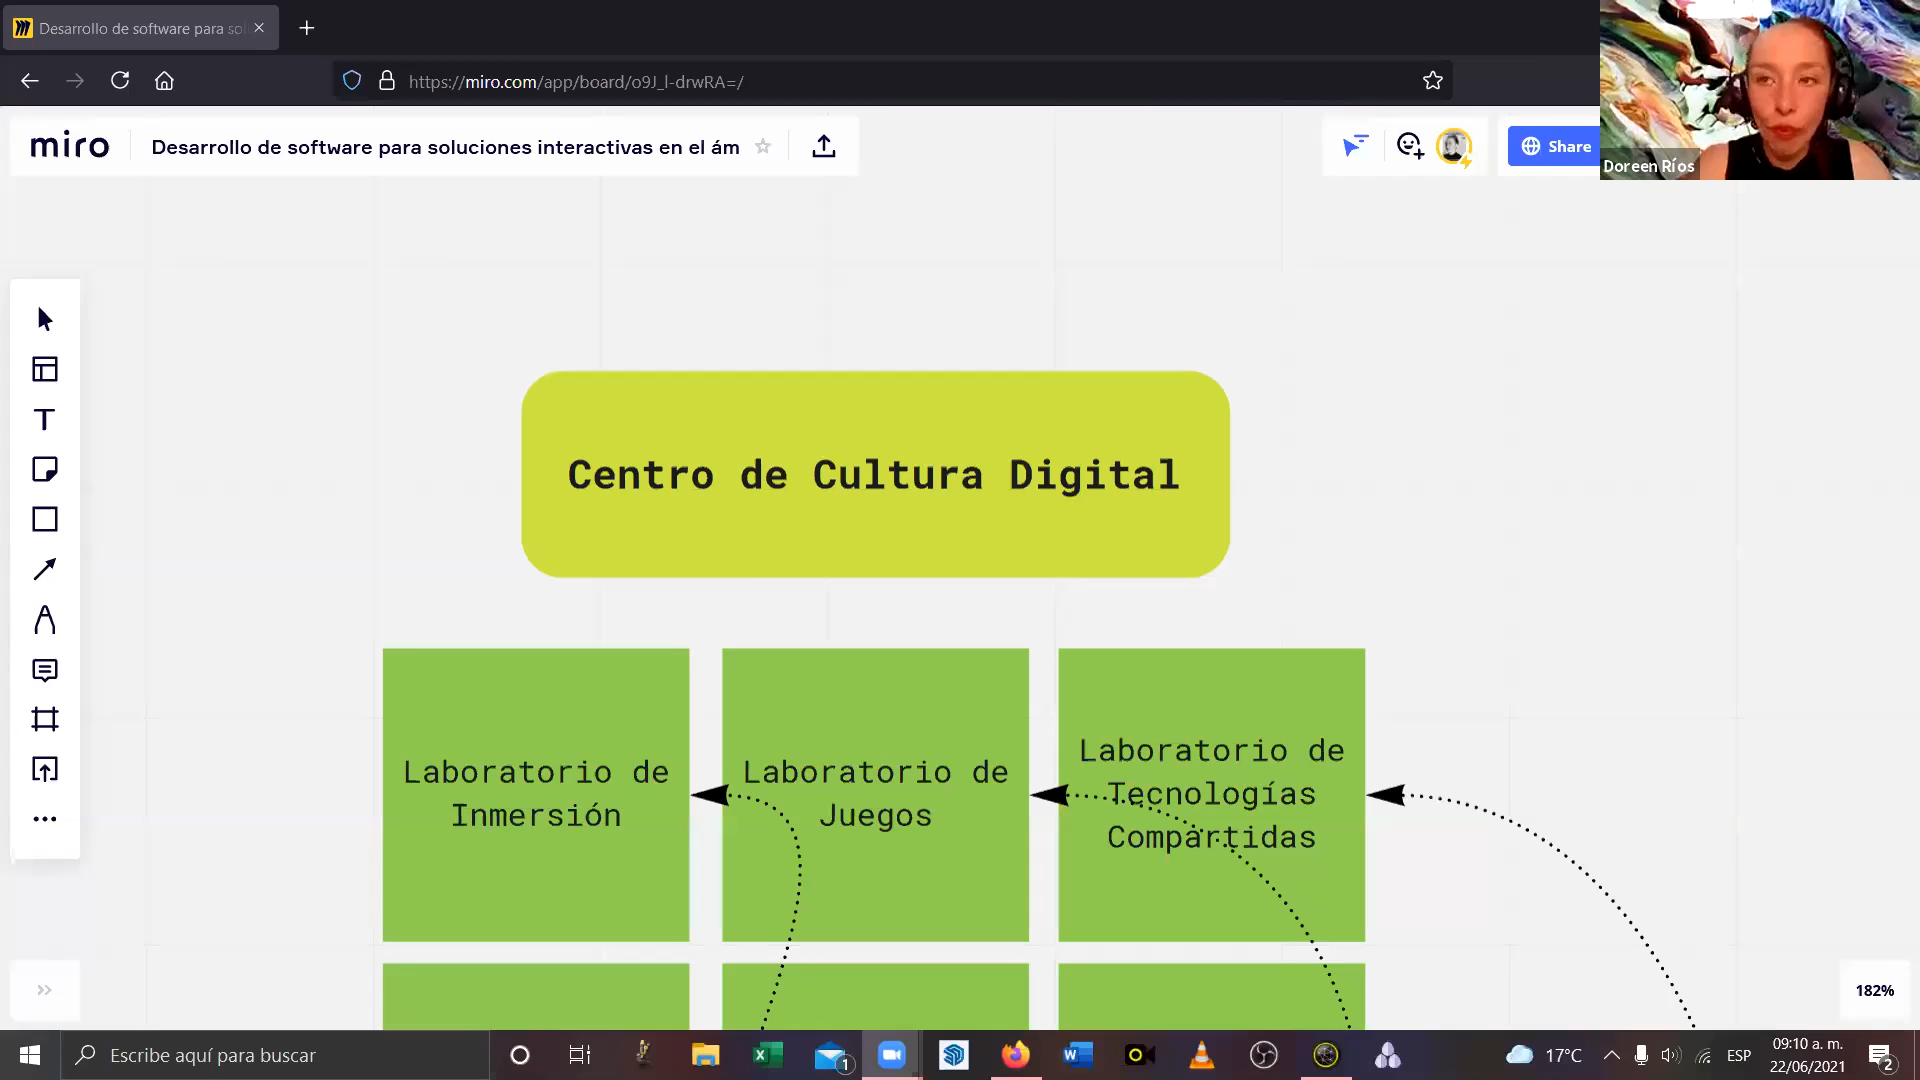 Desarrollo de software para sol
https://miro.com/app/board/o9J_l-drwRA=/
miro
Desarrollo de software para soluciones interactivas en el ám
Share
Doreen Ríos
Centro de Cultura Digital
Laboratorio de
Inmersión
Laboratorio de
Juegos
Laboratorio de
Tecnologías
Compartidas
182%
Escribe aquí para buscar
1
17°C
ESP
09:10 a. m.
22/06/2021
2